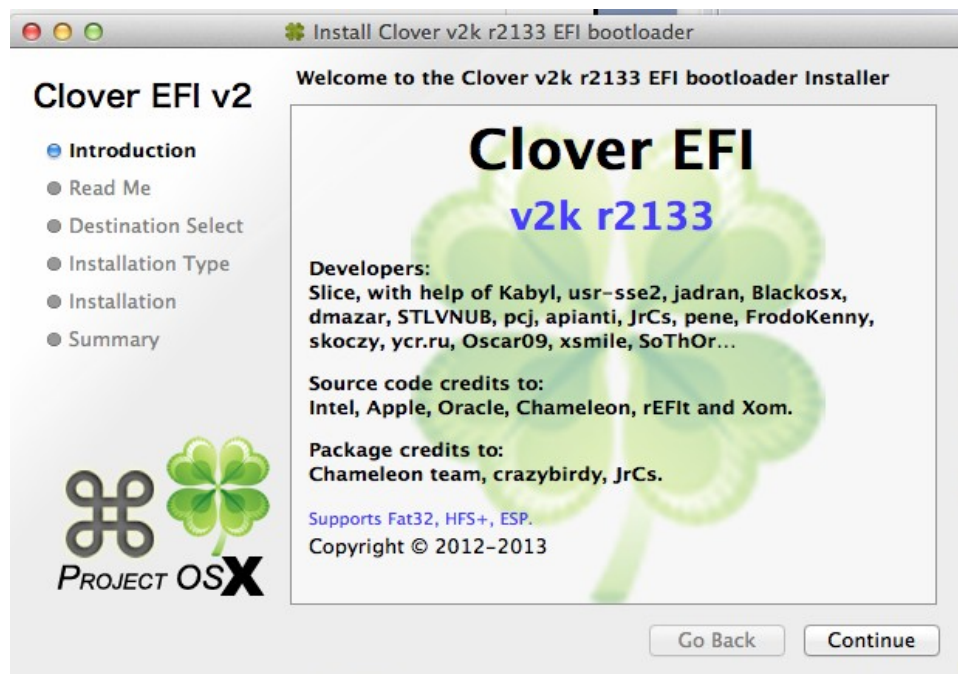 Install Clover v2k r2133 EFI bootloader
Welcome to the Clover v2k r2133 EFI bootloader Installer
Clover EFI v2
Introduction
Read Me
Destination Select
Installation Type
Installation
Summary
PROJECT OSX
Clover EFI
v2k r2133
Developers:
Slice, with help of Kabyl, usr-sse2, jadran, Blackosx,
dmazar, STLVNUB, pcj, apianti, JrCs, pene, FrodoKenny,
skoczy, ycr.ru, Oscar09, xsmile, SoThOr...
Source code credits to:
Intel, Apple, Oracle, Chameleon, rEFIt and Xom.
Package credits to:
Chameleon team, crazybirdy, JrCs.
Supports Fat32, HFS+, ESP.
Copyright © 2012-2013
Go Back
Continue